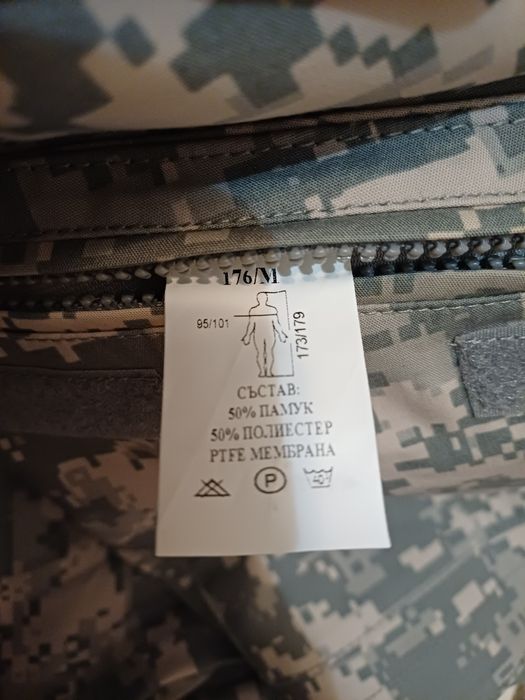 176/M
95/101
173/179
СЪСТАВ:
50% ПАМУК
50% ПОЛИЕСТЕР
PTFE МЕМБРАНА
P
40°